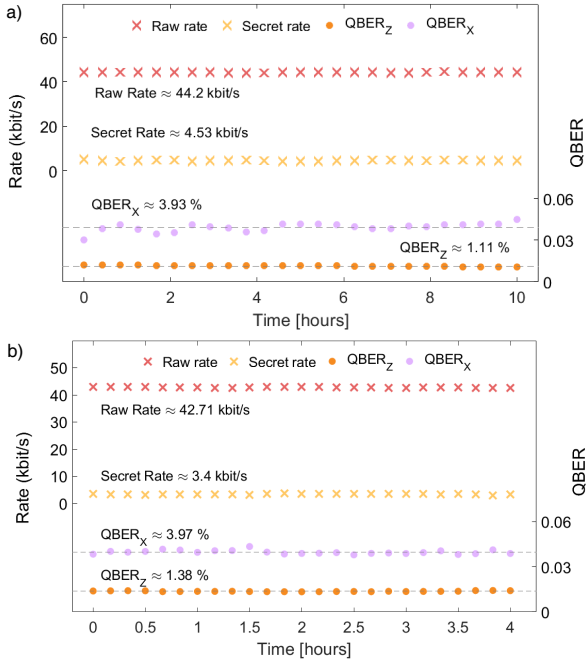 a)
Raw rate Secret rate QBER_Z QBER_X
60
40
20
0
Rate (kbit/s)
Raw Rate ≈ 44.2 kbit/s
Secret Rate ≈ 4.53 kbit/s
QBER_X ≈ 3.93 %
QBER_Z ≈ 1.11 %
QBER
0.06
0.03
0
0 2 4 6 8 10
Time [hours]
b)
Raw rate Secret rate QBER_Z QBER_X
50
40
30
20
10
0
Rate (kbit/s)
Raw Rate ≈ 42.71 kbit/s
Secret Rate ≈ 3.4 kbit/s
QBER_X ≈ 3.97 %
QBER_Z ≈ 1.38 %
QBER
0.06
0.03
0
0 0.5 1 1.5 2 2.5 3 3.5 4
Time [hours]